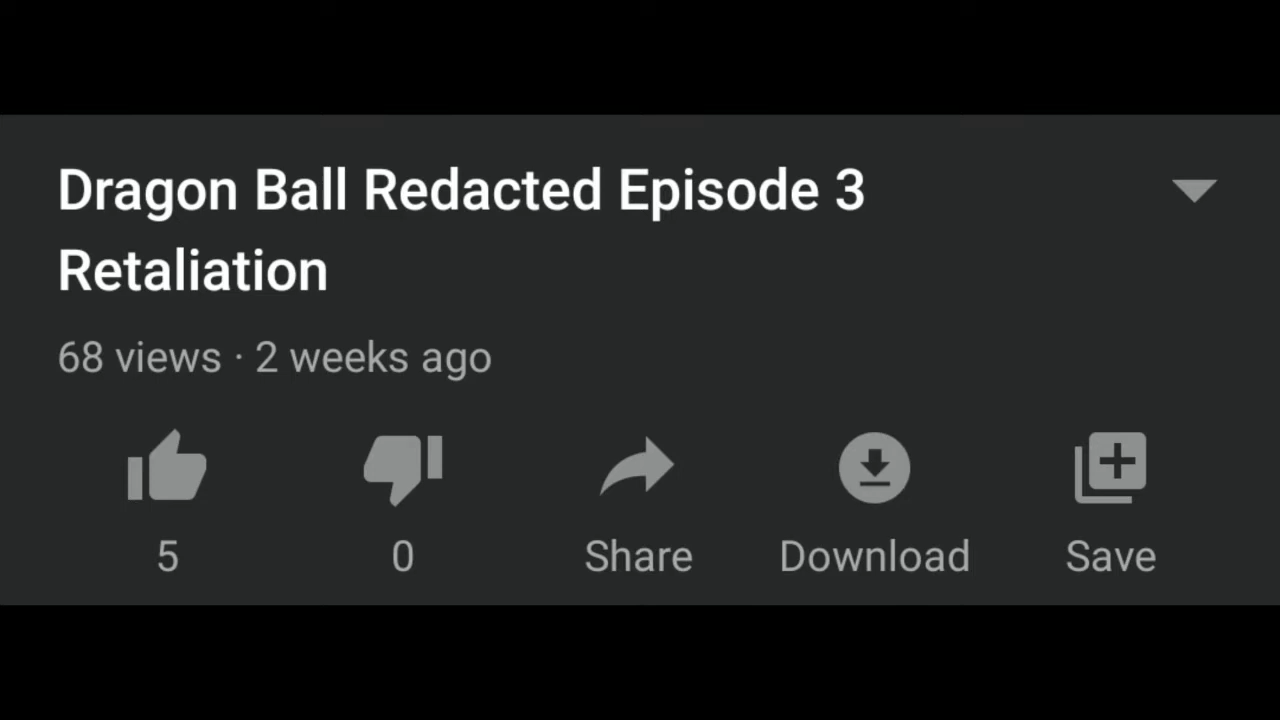 Dragon Ball Redacted Episode 3
Retaliation
68 views · 2 weeks ago
5 0 Share Download Save